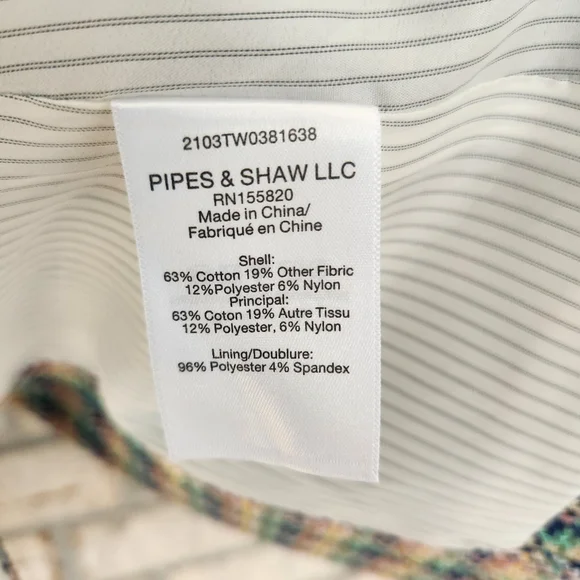 2103TW0381638
PIPES & SHAW LLC
RN155820
Made in China/
Fabriqué en Chine
Shell:
63% Cotton 19% Other Fibric
12%Polyester 6% Nylon
Principal:
63% Coton 19% Autre Tissu
12% Polyester, 6% Nylon
Lining/Doublure:
96% Polyester 4% Spandex